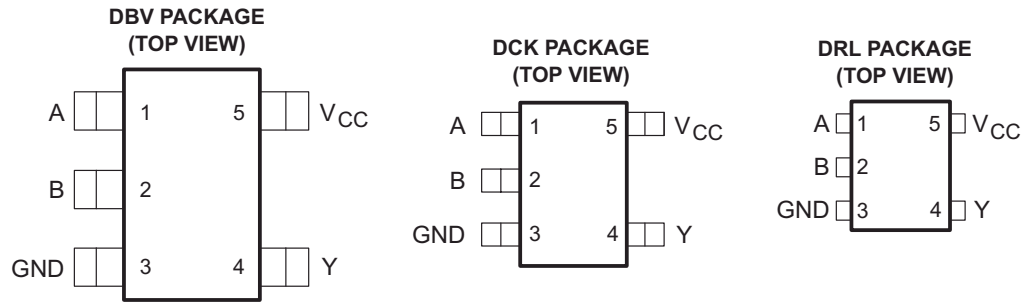 DBV PACKAGE
(TOP VIEW)
A 1 5 VCC
B 2
GND 3 4 Y
DCK PACKAGE
(TOP VIEW)
A 1 5 VCC
B 2
GND 3 4 Y
DRL PACKAGE
(TOP VIEW)
A 1 5 VCC
B 2
GND 3 4 Y